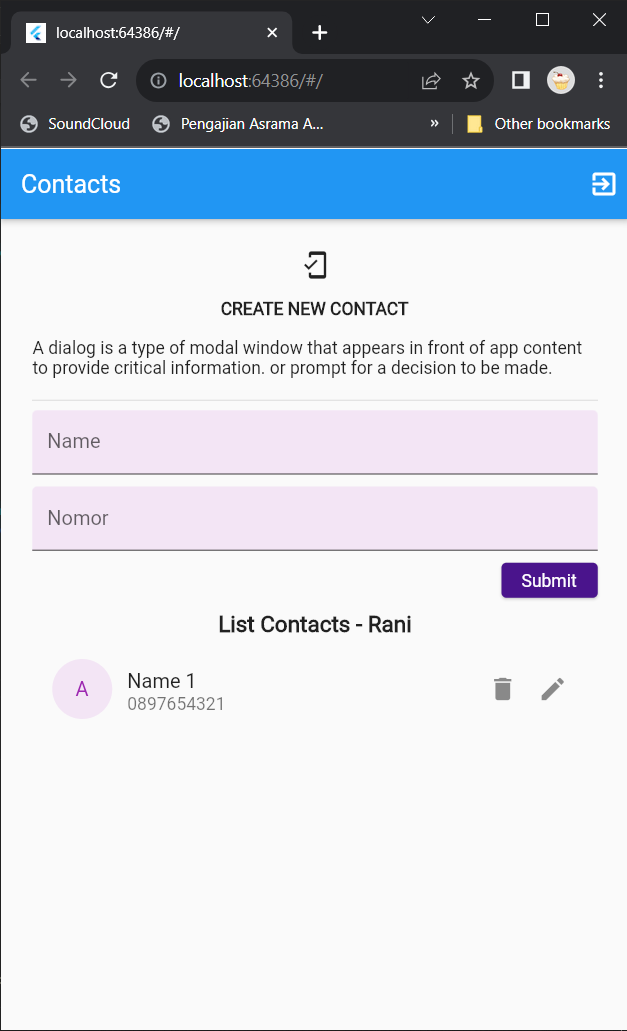 localhost:64386/#/
localhost:64386/#/
SoundCloud Pengajian Asrama A... » Other bookmarks
Contacts
CREATE NEW CONTACT
A dialog is a type of modal window that appears in front of app content
to provide critical information. or prompt for a decision to be made.
Name
Nomor
Submit
List Contacts - Rani
A
Name 1
0897654321